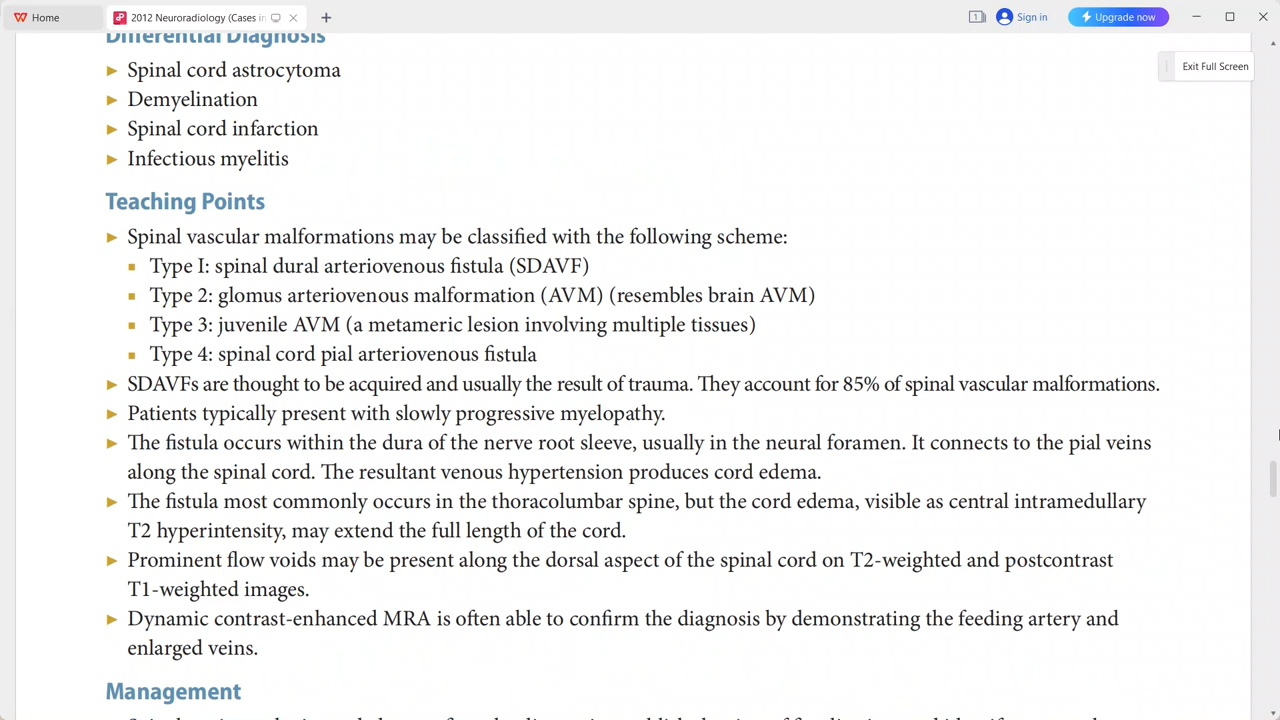 Home
2012 Neuroradiology (Cases in
1
Sign in
Upgrade now
Exit Full Screen
Differential Diagnosis
► Spinal cord astrocytoma
► Demyelination
► Spinal cord infarction
► Infectious myelitis
Teaching Points
► Spinal vascular malformations may be classified with the following scheme:
■ Type I: spinal dural arteriovenous fistula (SDAVF)
■ Type 2: glomus arteriovenous malformation (AVM) (resembles brain AVM)
■ Type 3: juvenile AVM (a metameric lesion involving multiple tissues)
■ Type 4: spinal cord pial arteriovenous fistula
► SDAVFs are thought to be acquired and usually the result of trauma. They account for 85% of spinal vascular malformations.
► Patients typically present with slowly progressive myelopathy.
► The fistula occurs within the dura of the nerve root sleeve, usually in the neural foramen. It connects to the pial veins
along the spinal cord. The resultant venous hypertension produces cord edema.
► The fistula most commonly occurs in the thoracolumbar spine, but the cord edema, visible as central intramedullary
T2 hyperintensity, may extend the full length of the cord.
► Prominent flow voids may be present along the dorsal aspect of the spinal cord on T2-weighted and postcontrast
T1-weighted images.
► Dynamic contrast-enhanced MRA is often able to confirm the diagnosis by demonstrating the feeding artery and
enlarged veins.
Management